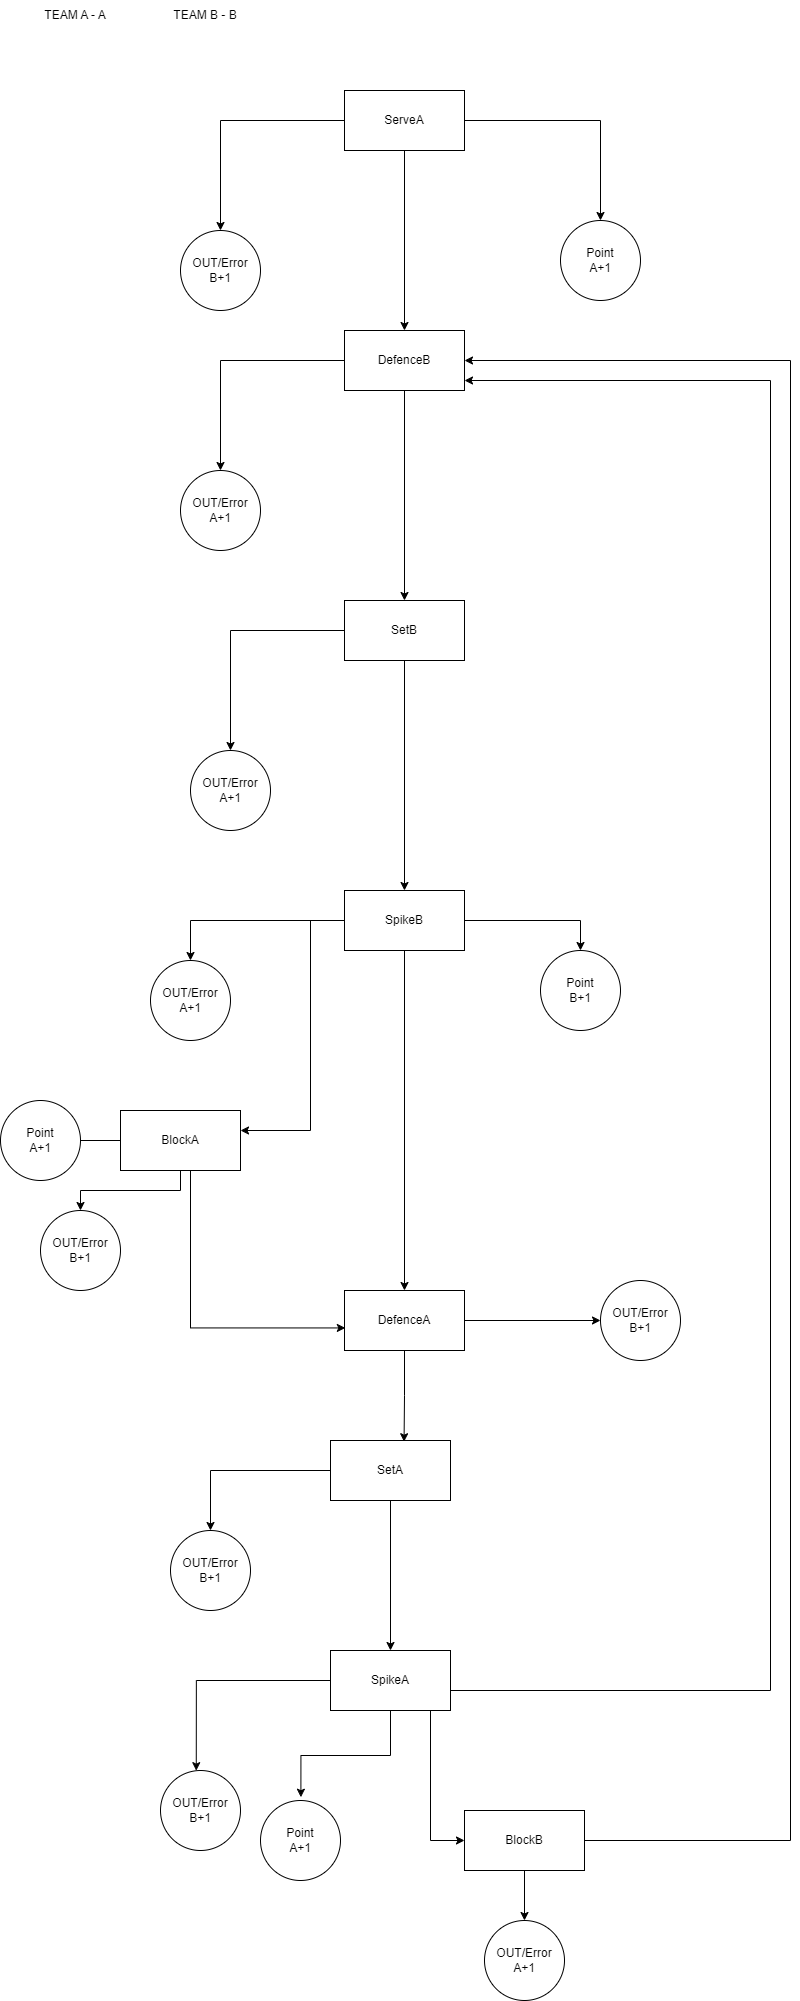 TEAM A - A
TEAM B - B
ServeA
OUT/Error
B+1
Point
A+1
DefenceB
OUT/Error
A+1
SetB
OUT/Error
A+1
SpikeB
OUT/Error
A+1
Point
B+1
Point
A+1
BlockA
OUT/Error
B+1
DefenceA
OUT/Error
B+1
SetA
OUT/Error
B+1
SpikeA
OUT/Error
B+1
Point
A+1
BlockB
OUT/Error
A+1